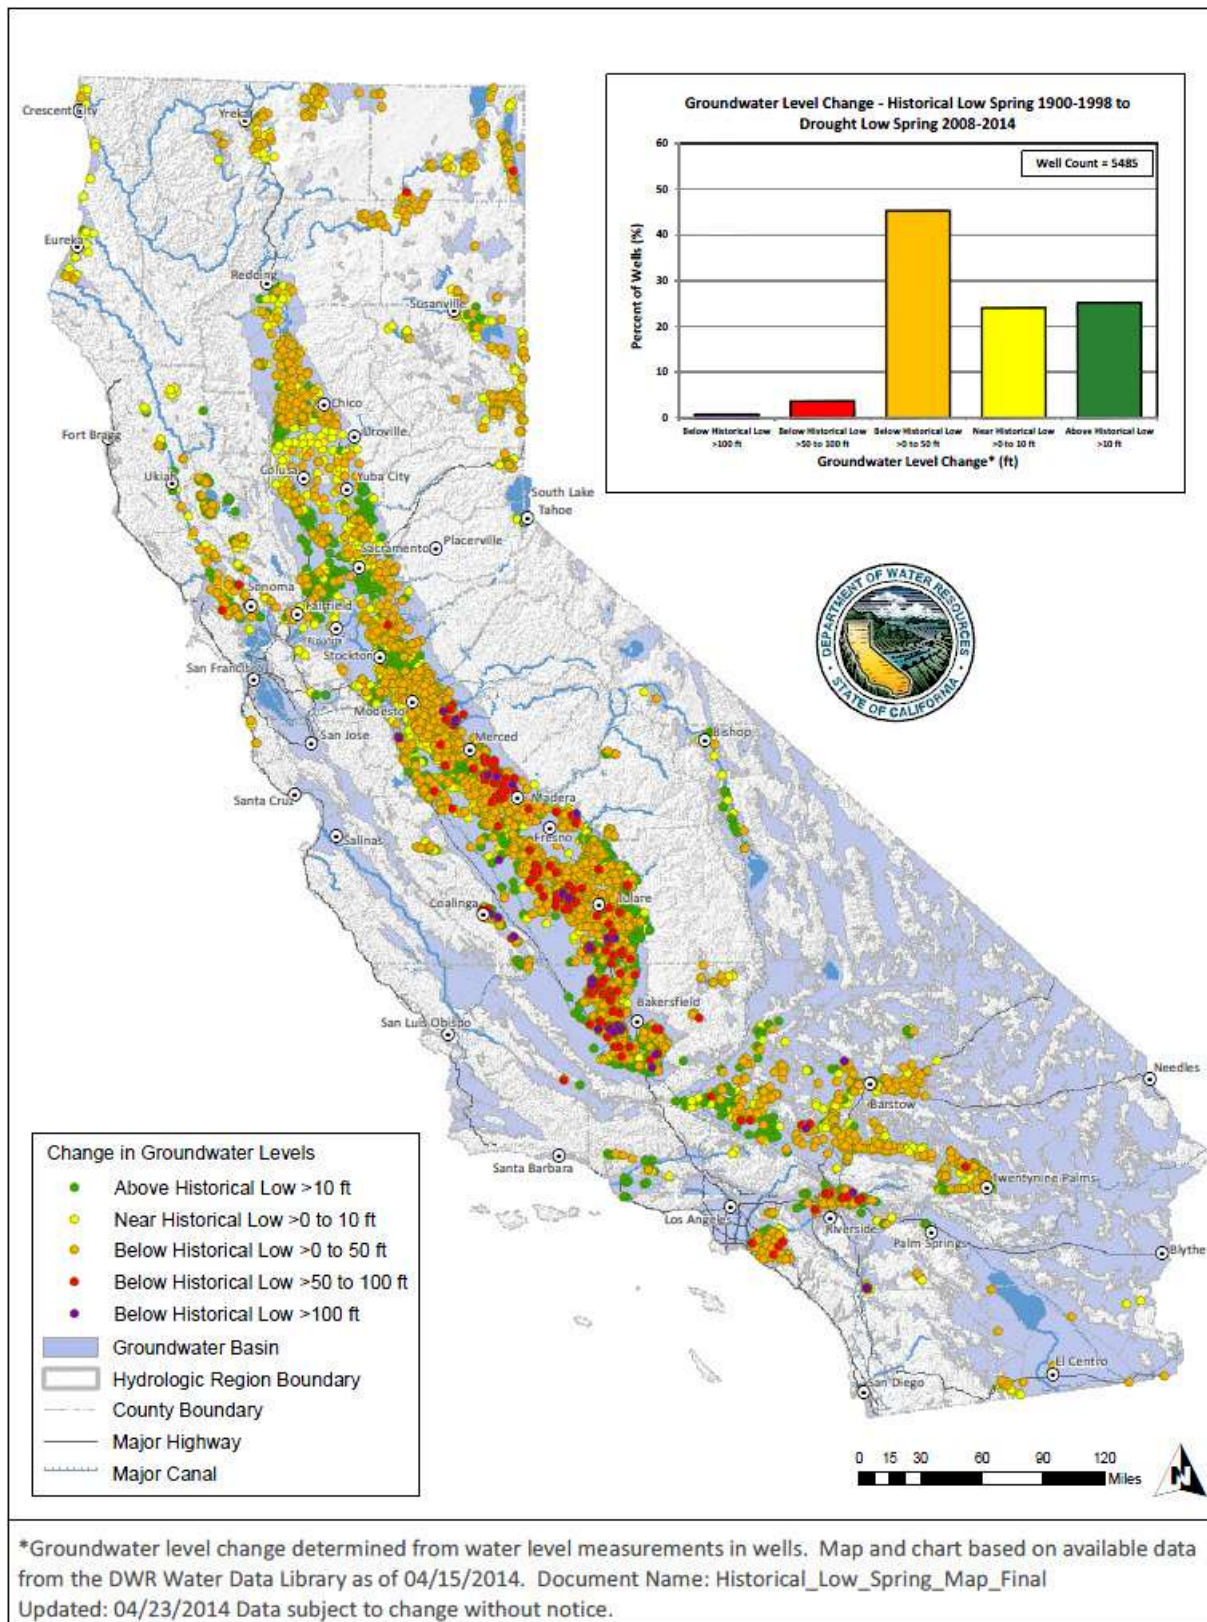 Groundwater Level Change - Historical Low Spring 1900-1998 to
Drought Low Spring 2008-2014
Well Count = 5485
Percent of Wells (%)
60
50
40
30
20
10
0
Below Historical Low
>100 ft
Below Historical Low
>50 to 100 ft
Below Historical Low
>0 to 50 ft
Near Historical Low
>0 to 10 ft
Above Historical Low
>10 ft
Groundwater Level Change* (ft)
Crescent City
Yreka
Eureka
Redding
Susanville
Chico
Fort Bragg
Oroville
Colusa
Yuba City
Ukiah
South Lake
Tahoe
Placerville
Sacramento
Sonoma
Fairfield
Stockton
San Francisco
Modesto
San Jose
Merced
Bishop
Santa Cruz
Madera
Salinas
Fresno
Coalinga
Tulare
Bakersfield
San Luis Obispo
Needles
Barstow
Santa Barbara
Twentynine Palms
Los Angeles
Riverside
Palm Springs
Blythe
El Centro
San Diego
DEPARTMENT OF WATER RESOURCES
STATE OF CALIFORNIA
Change in Groundwater Levels
Above Historical Low >10 ft
Near Historical Low >0 to 10 ft
Below Historical Low >0 to 50 ft
Below Historical Low >50 to 100 ft
Below Historical Low >100 ft
Groundwater Basin
Hydrologic Region Boundary
County Boundary
Major Highway
Major Canal
0 15 30 60 90 120
Miles
N
*Groundwater level change determined from water level measurements in wells. Map and chart based on available data
from the DWR Water Data Library as of 04/15/2014. Document Name: Historical_Low_Spring_Map_Final
Updated: 04/23/2014 Data subject to change without notice.